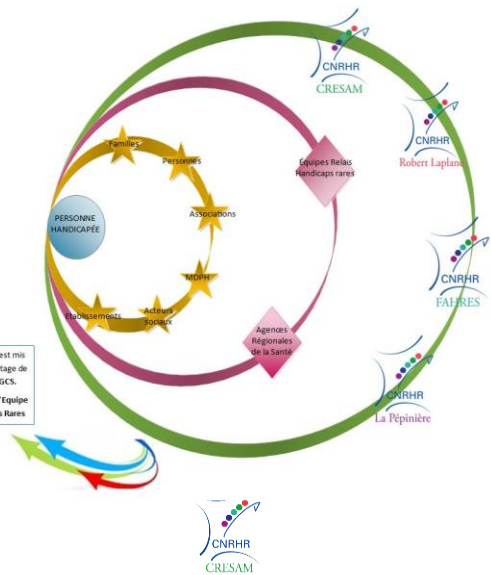 CNRHR
CRESAM
CNRHR
Robert Laplane
Familles
Personnes
Équipes Relais
Handicaps rares
PERSONNE
HANDICAPÉE
Associations
CNRHR
FAHRES
MDPH
Etablissements
Acteurs
sociaux
Agences
Régionales
de la Santé
est mis
tage de
GCS.
'Equipe
s Rares
CNRHR
La Pépinière
CNRHR
CRESAM